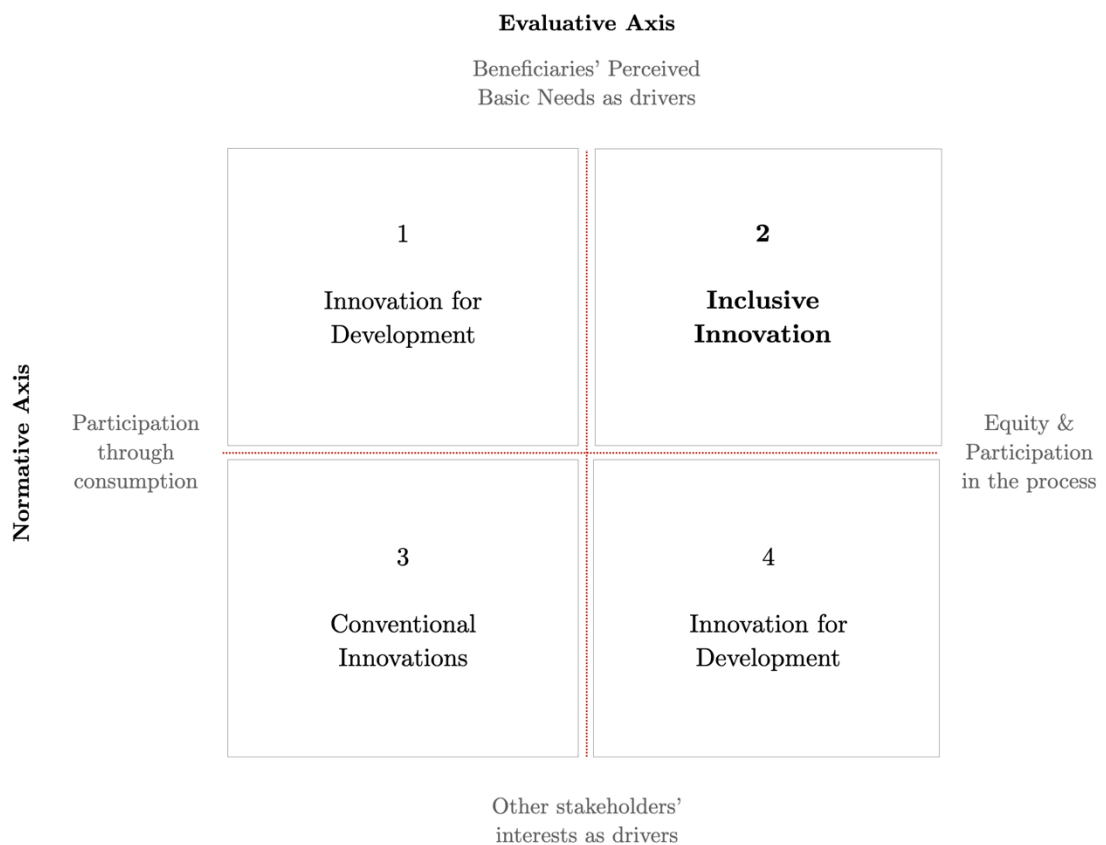 Evaluative Axis
Beneficiaries’ Perceived
Basic Needs as drivers
1
Innovation for
Development
2
Inclusive
Innovation
Normative Axis
Participation
through
consumption
Equity &
Participation
in the process
3
Conventional
Innovations
4
Innovation for
Development
Other stakeholders’
interests as drivers